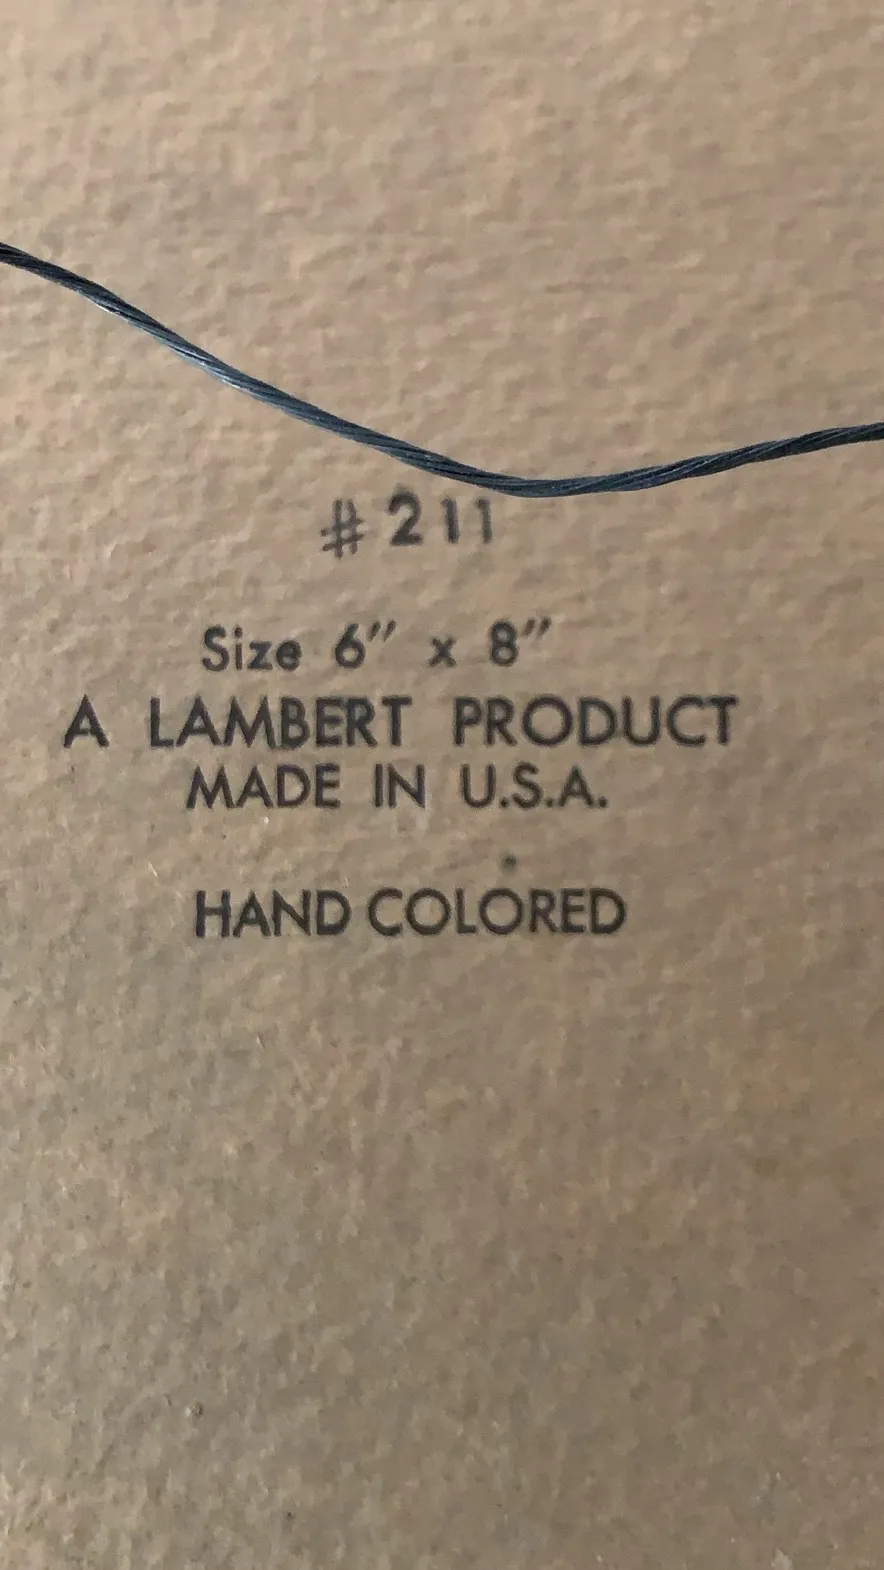 #211
Size 6" x 8"
A LAMBERT PRODUCT
MADE IN U.S.A.
HAND COLORED